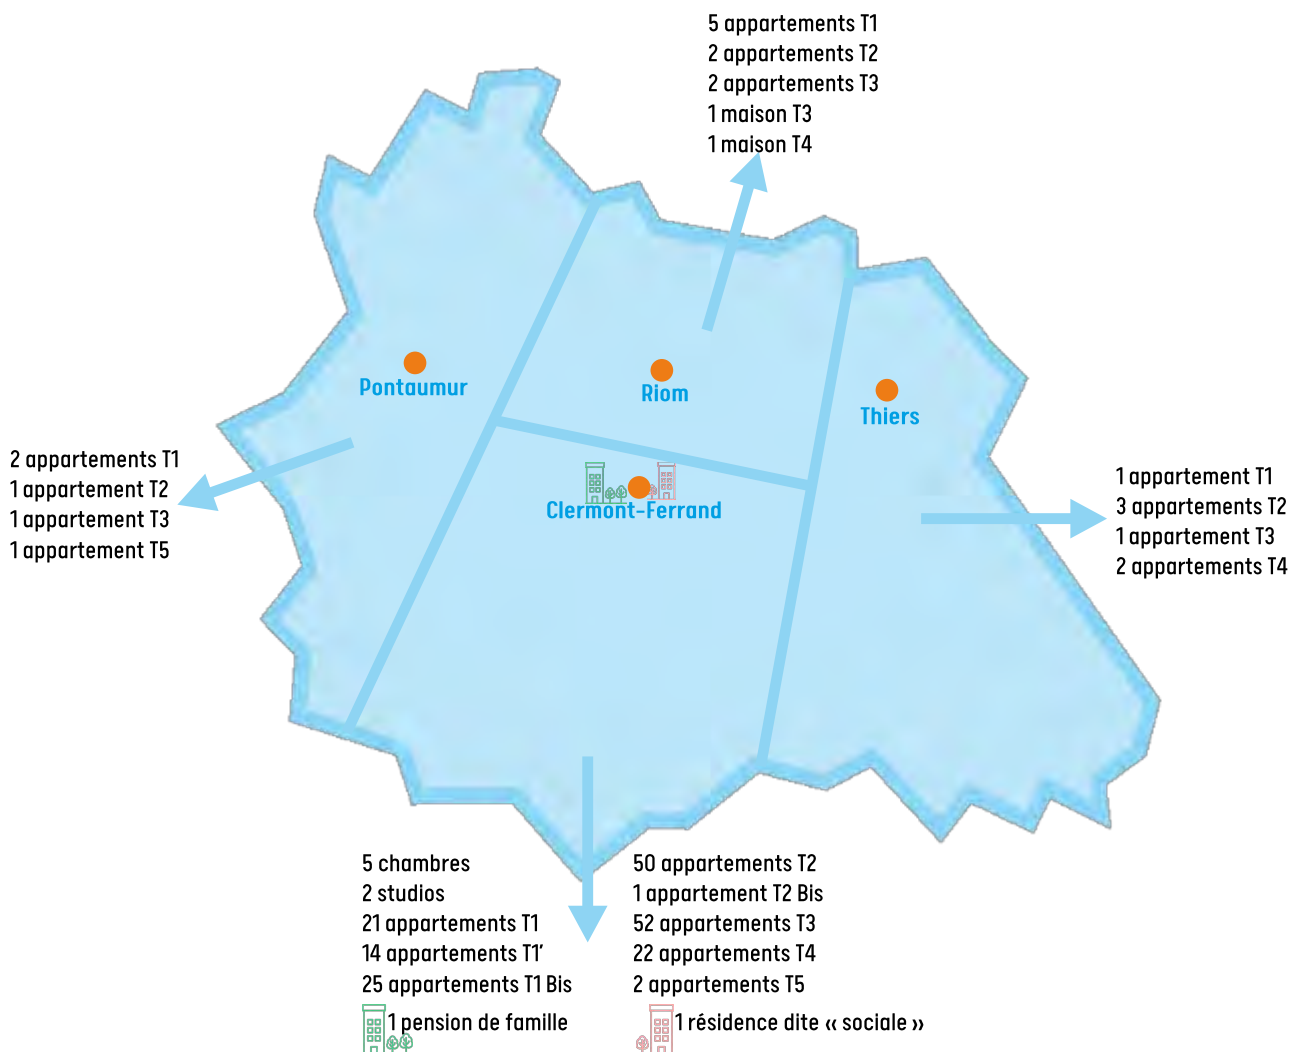 5 appartements T1
2 appartements T2
2 appartements T3
1 maison T3
1 maison T4
Pontaumur
Riom
Thiers
Clermont-Ferrand
2 appartements T1
1 appartement T2
1 appartement T3
1 appartement T5
1 appartement T1
3 appartements T2
1 appartement T3
2 appartements T4
5 chambres
2 studios
21 appartements T1
14 appartements T1'
25 appartements T1 Bis
1 pension de famille
50 appartements T2
1 appartement T2 Bis
52 appartements T3
22 appartements T4
2 appartements T5
1 résidence dite « sociale »